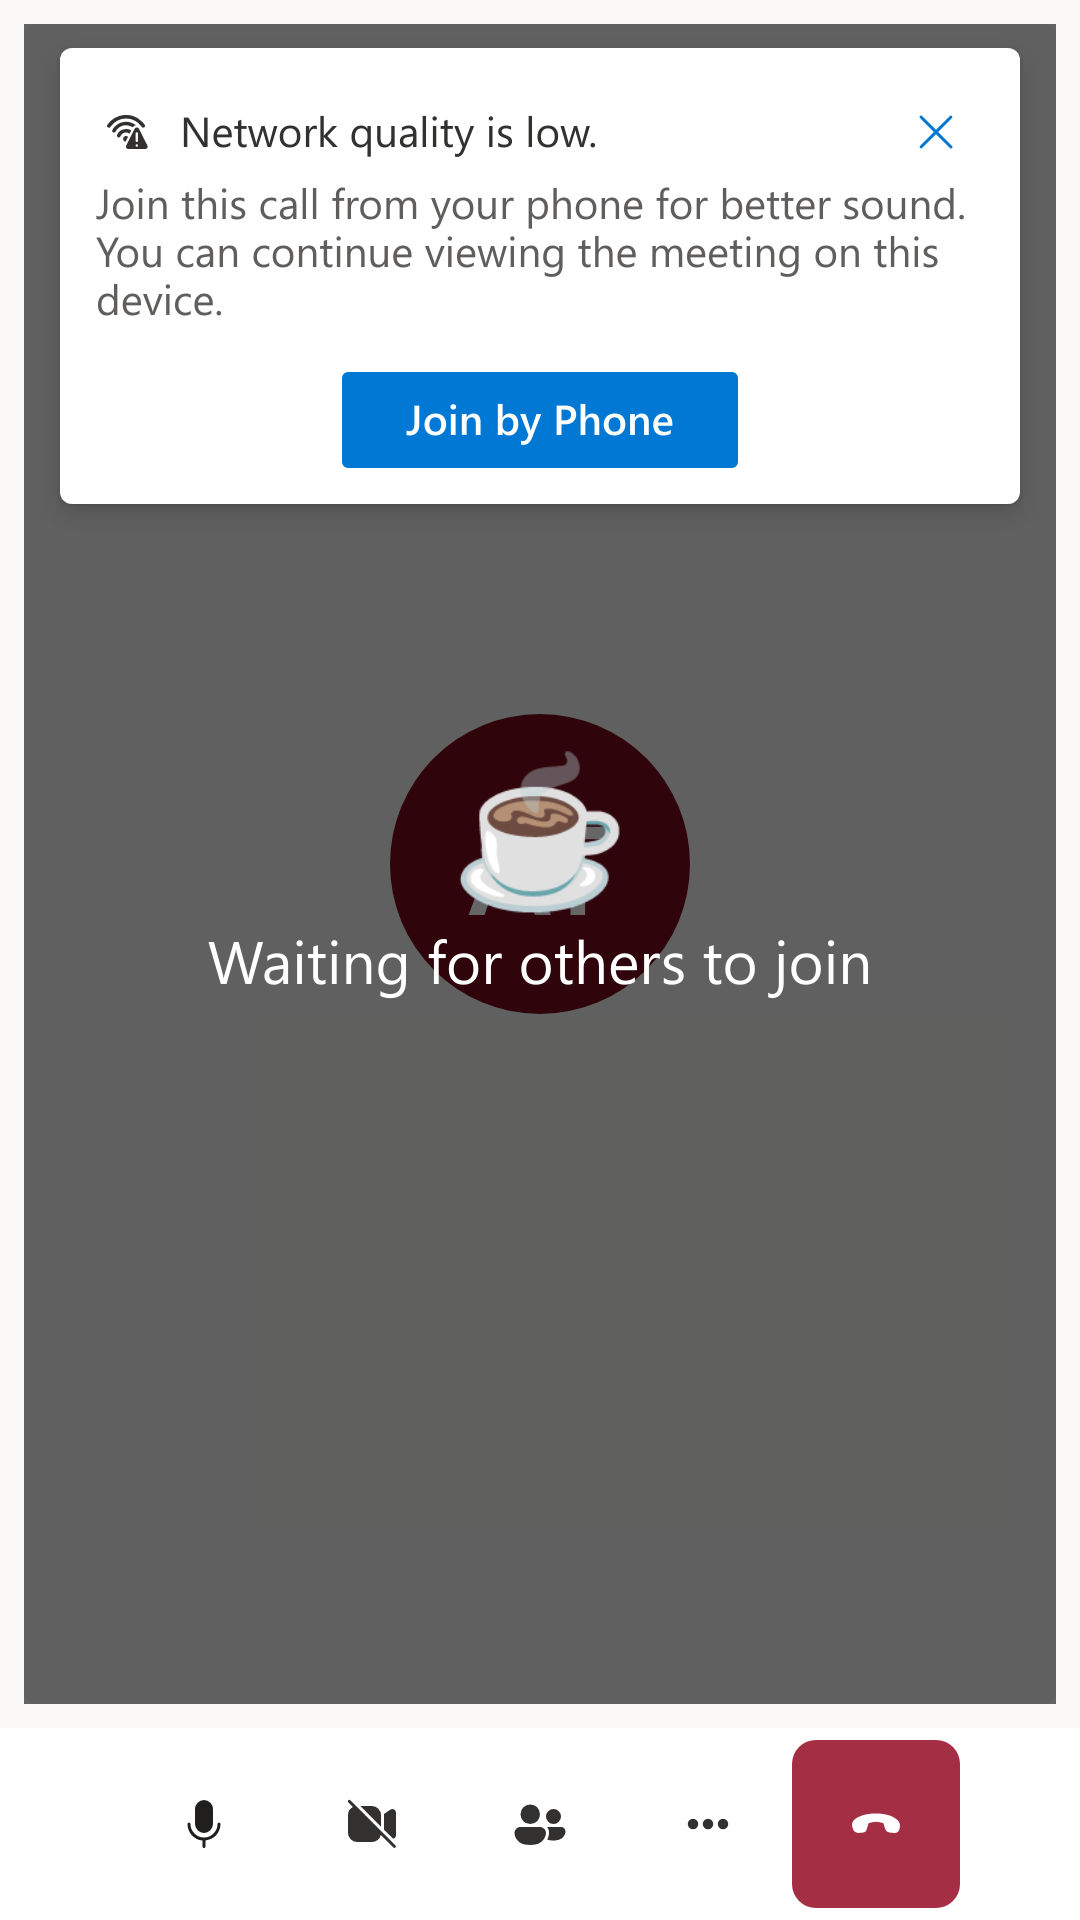 Network quality is low.
Join this call from your phone for better sound.
You can continue viewing the meeting on this
device.
Join by Phone
Waiting for others to join